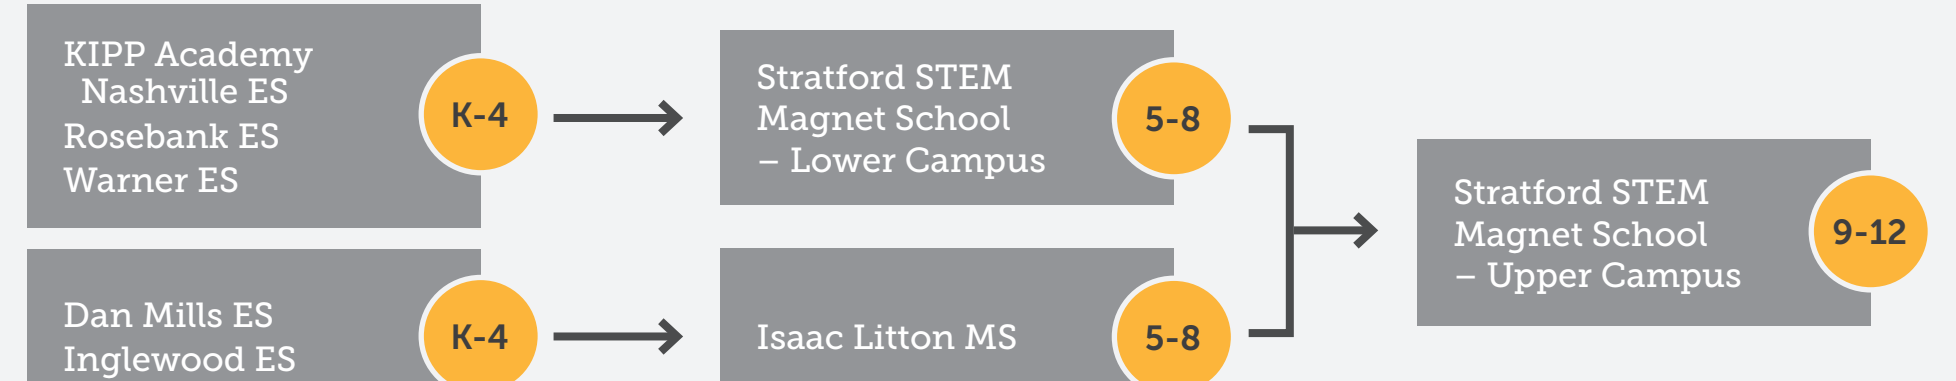 KIPP Academy
Nashville ES
Rosebank ES
Warner ES
K-4
Stratford STEM
Magnet School
– Lower Campus
5-8
Dan Mills ES
Inglewood ES
K-4
Isaac Litton MS
5-8
Stratford STEM
Magnet School
– Upper Campus
9-12